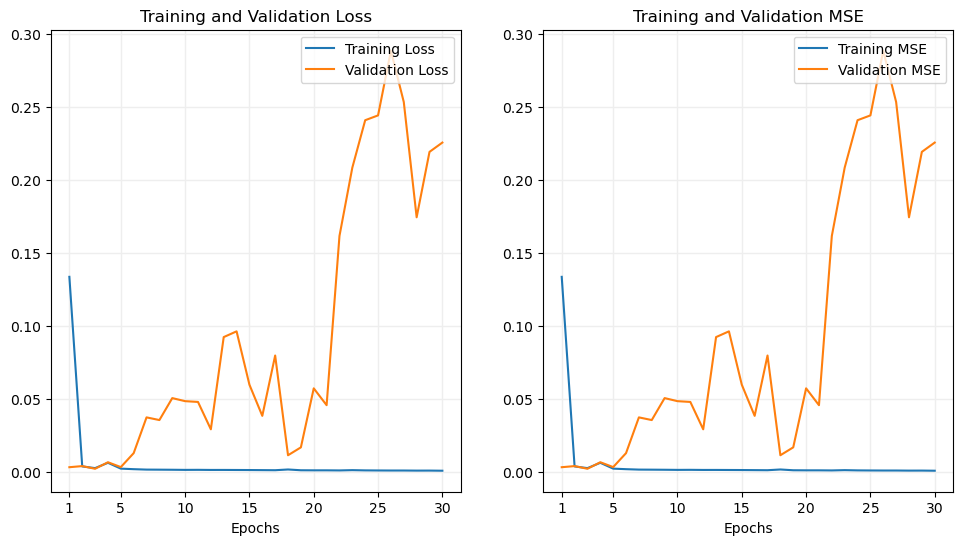 Training and Validation Loss
0.30
0.25
0.20
0.15
0.10
0.05
0.00
1 5 10 15 20 25 30
Epochs
Training Loss
Validation Loss
Training and Validation MSE
0.30
0.25
0.20
0.15
0.10
0.05
0.00
1 5 10 15 20 25 30
Epochs
Training MSE
Validation MSE